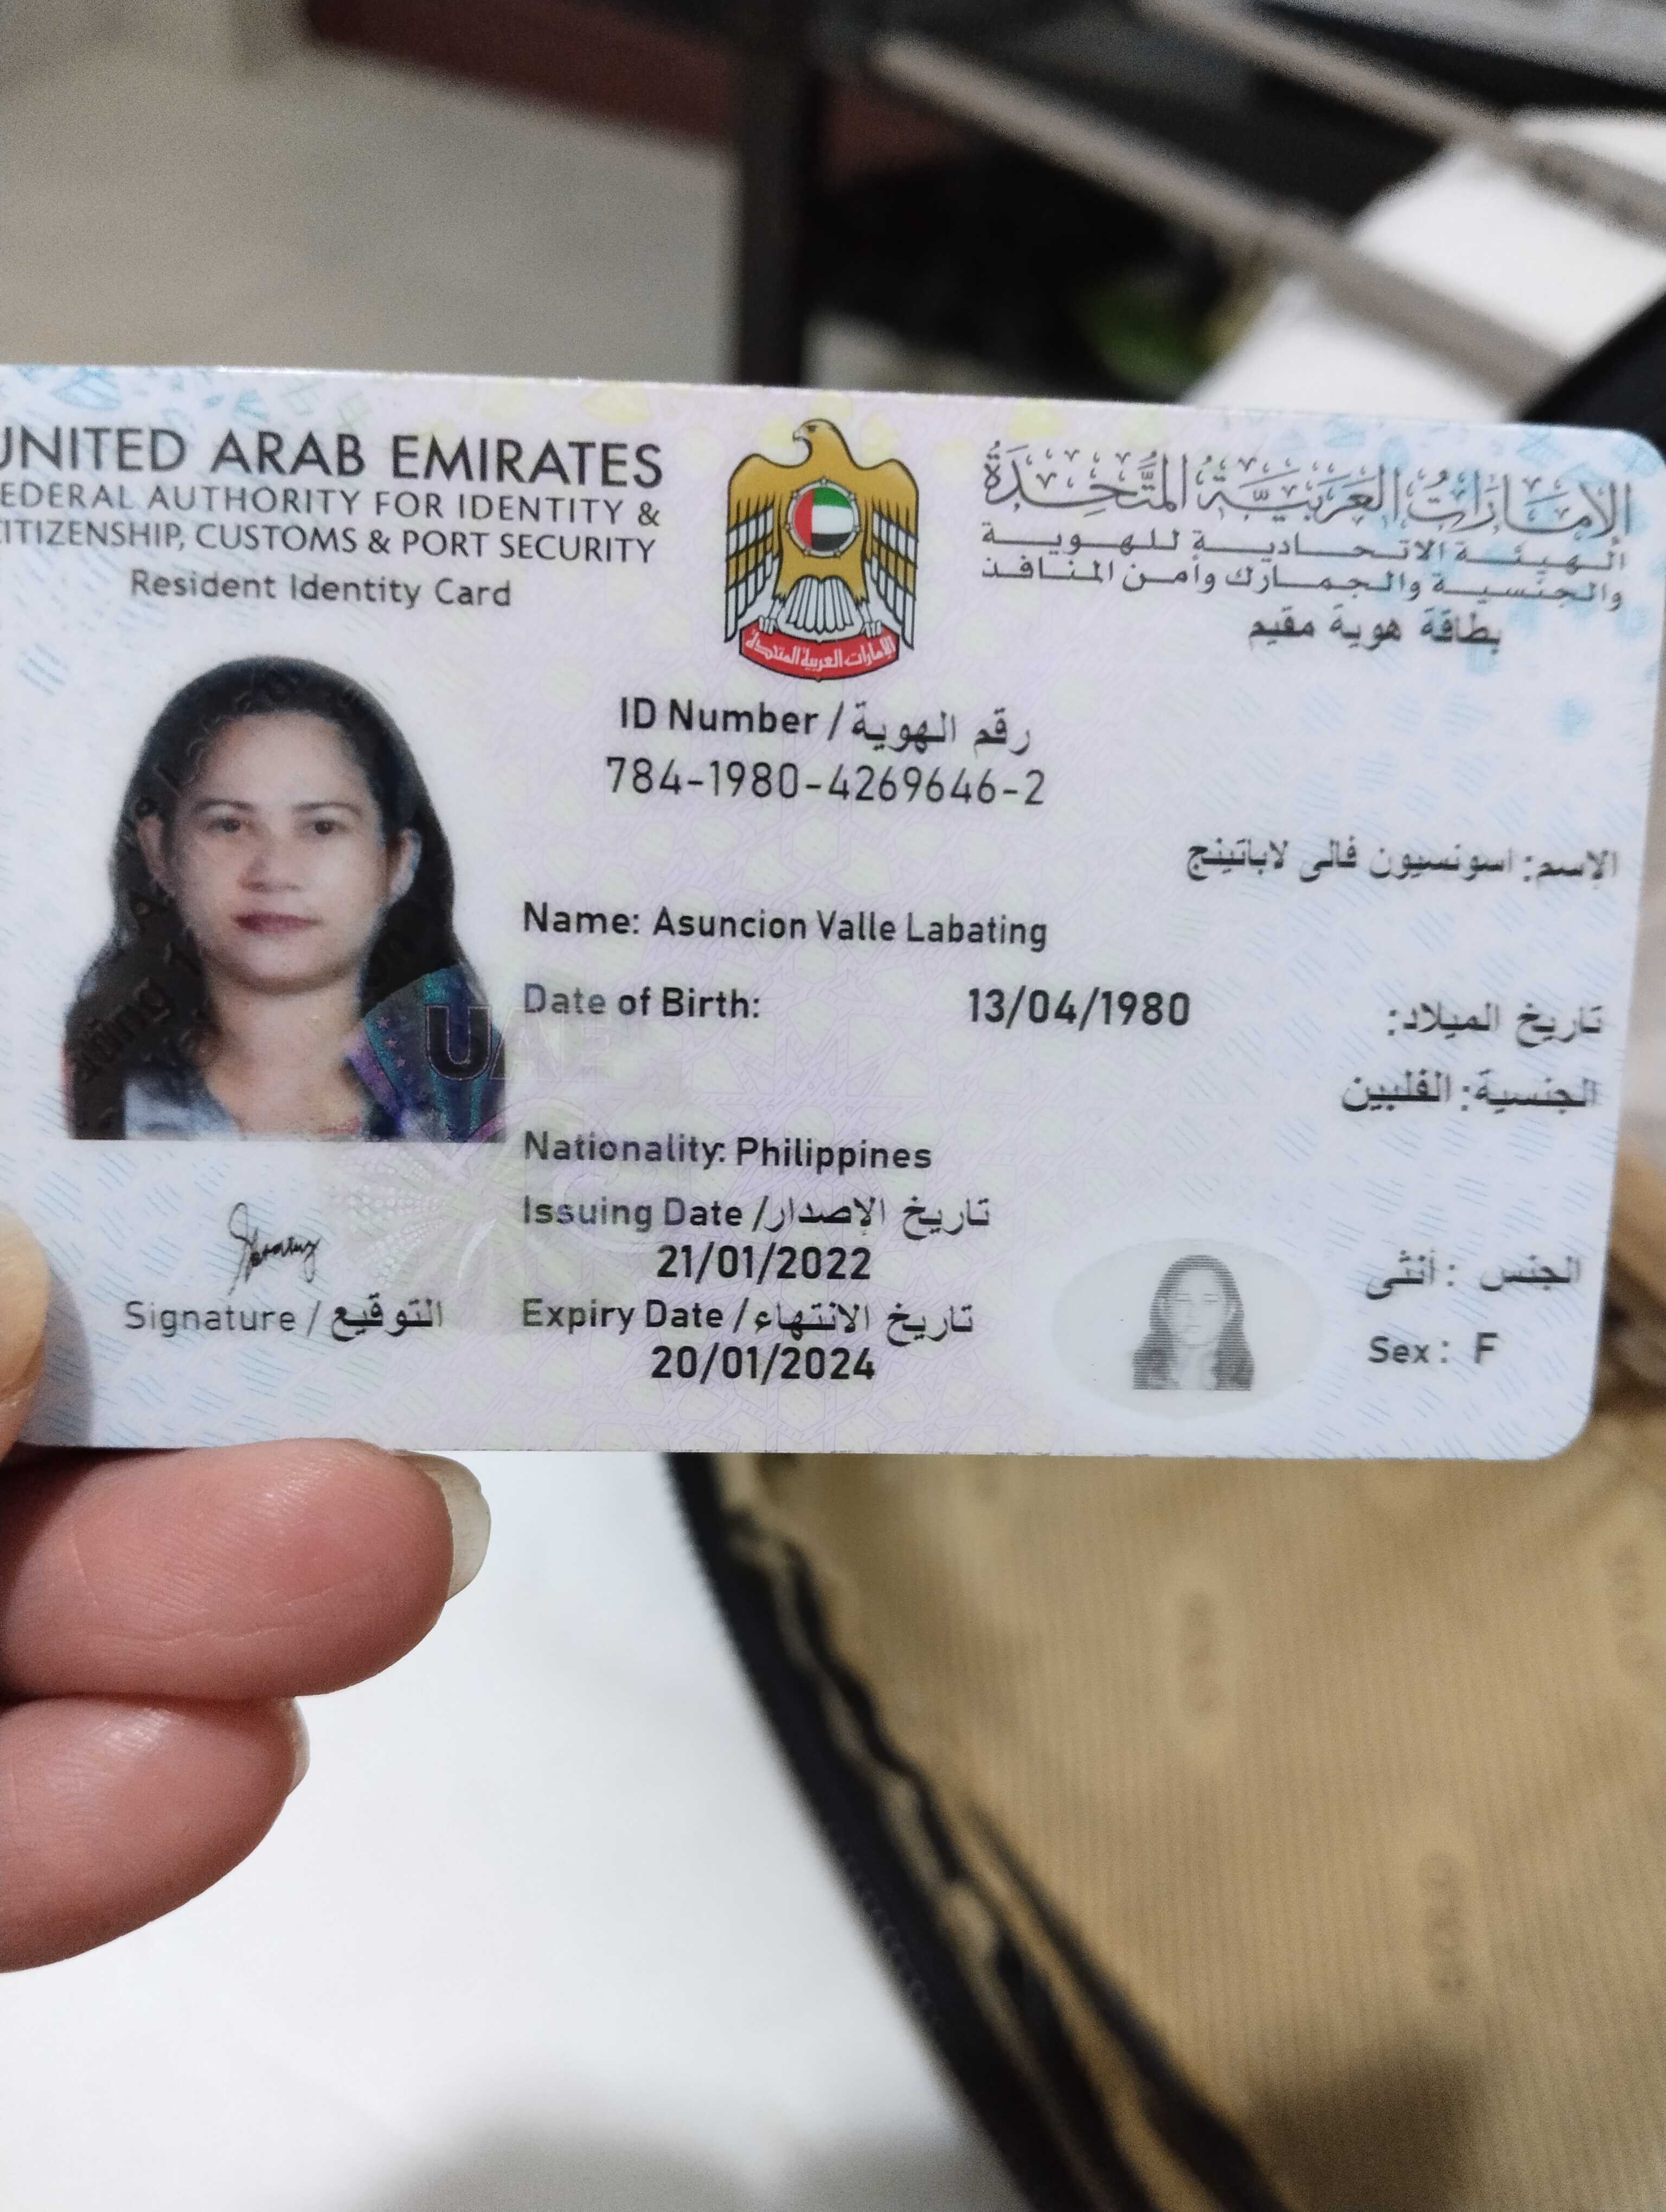 UNITED ARAB EMIRATES
FEDERAL AUTHORITY FOR IDENTITY &
CITIZENSHIP, CUSTOMS & PORT SECURITY
Resident Identity Card
الإمارات العربية المتحدة
الهيئة الاتحادية للهوية
والجنسية والجمارك وأمن المنافذ
بطاقة هوية مقيم
الإمارات العربية المتحدة
ID Number / رقم الهوية
784-1980-4269646-2
الإسم: اسونسيون فالى لاباتينج
Name: Asuncion Valle Labating
Date of Birth: 13/04/1980 تاريخ الميلاد:
الجنسية: الفلبين
Nationality: Philippines
Issuing Date / تاريخ الإصدار
21/01/2022
Expiry Date / تاريخ الانتهاء
20/01/2024
الجنس : أنثى
Sex: F
Signature / التوقيع
UAE